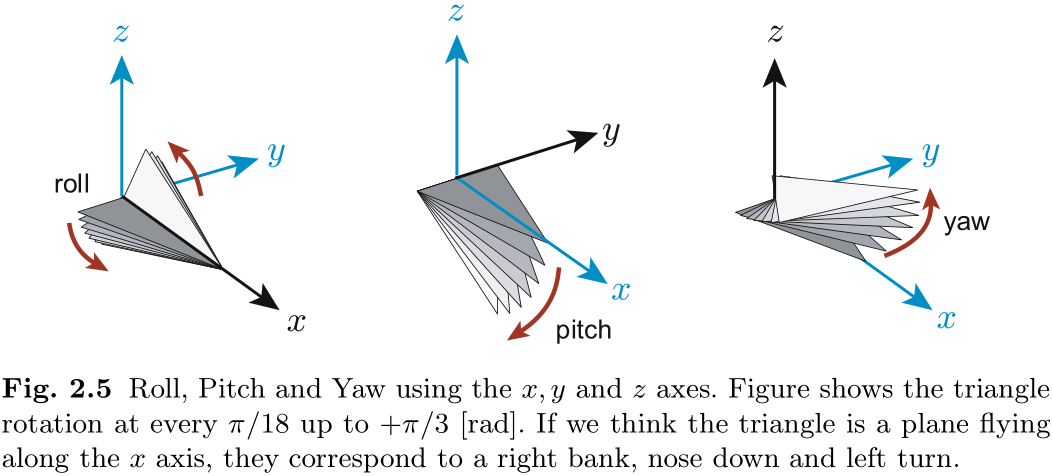 z
y
x
roll
z
y
x
pitch
z
y
x
yaw
Fig. 2.5 Roll, Pitch and Yaw using the x, y and z axes. Figure shows the triangle
rotation at every π/18 up to +π/3 [rad]. If we think the triangle is a plane flying
along the x axis, they correspond to a right bank, nose down and left turn.